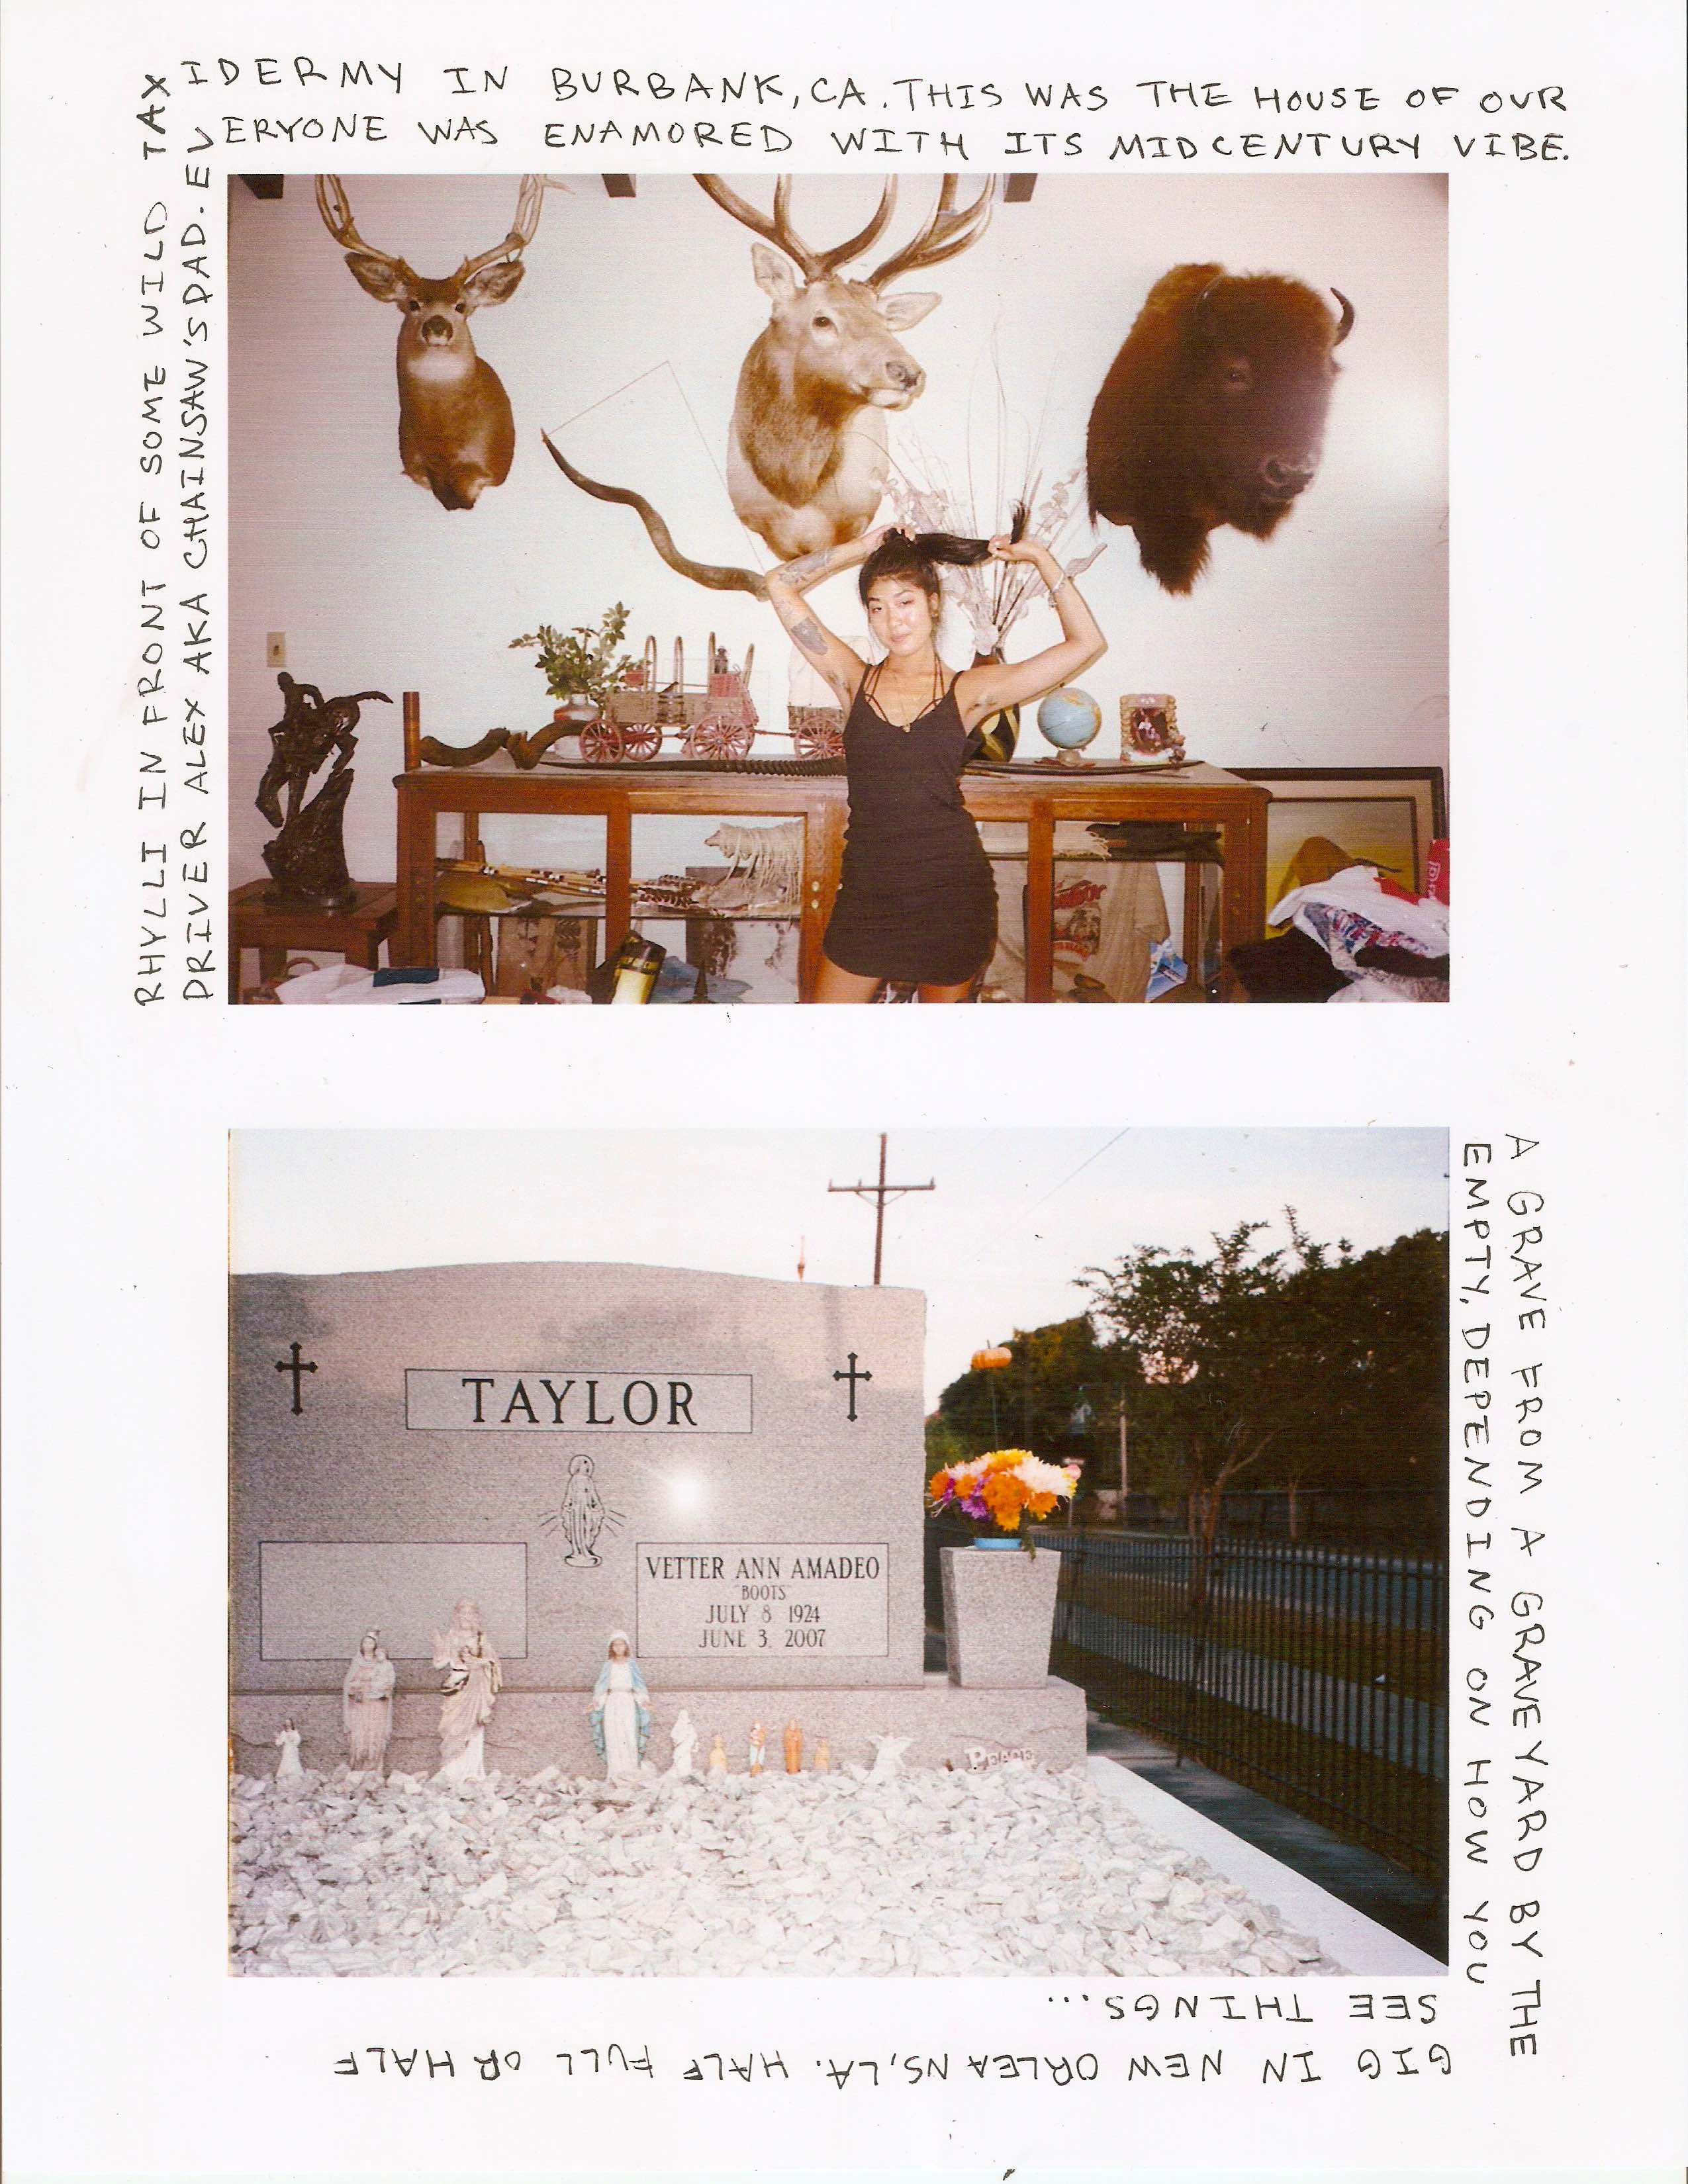 RHYLLI IN FRONT OF SOME WILD TAXIDERMY IN BURBANK, CA. THIS WAS THE HOUSE OF OUR
DRIVER ALEX AKA CHAINSAW'S DAD. EVERYONE WAS ENAMORED WITH ITS MIDCENTURY VIBE.
TAYLOR
VETTER ANN AMADEO
"BOOTS"
JULY 8 1924
JUNE 3, 2007
Peace
A GRAVE FROM A GRAVEYARD BY THE
GIG IN NEW ORLEANS, LA. HALF FULL OR HALF
EMPTY, DEPENDING ON HOW YOU
SEE THINGS...